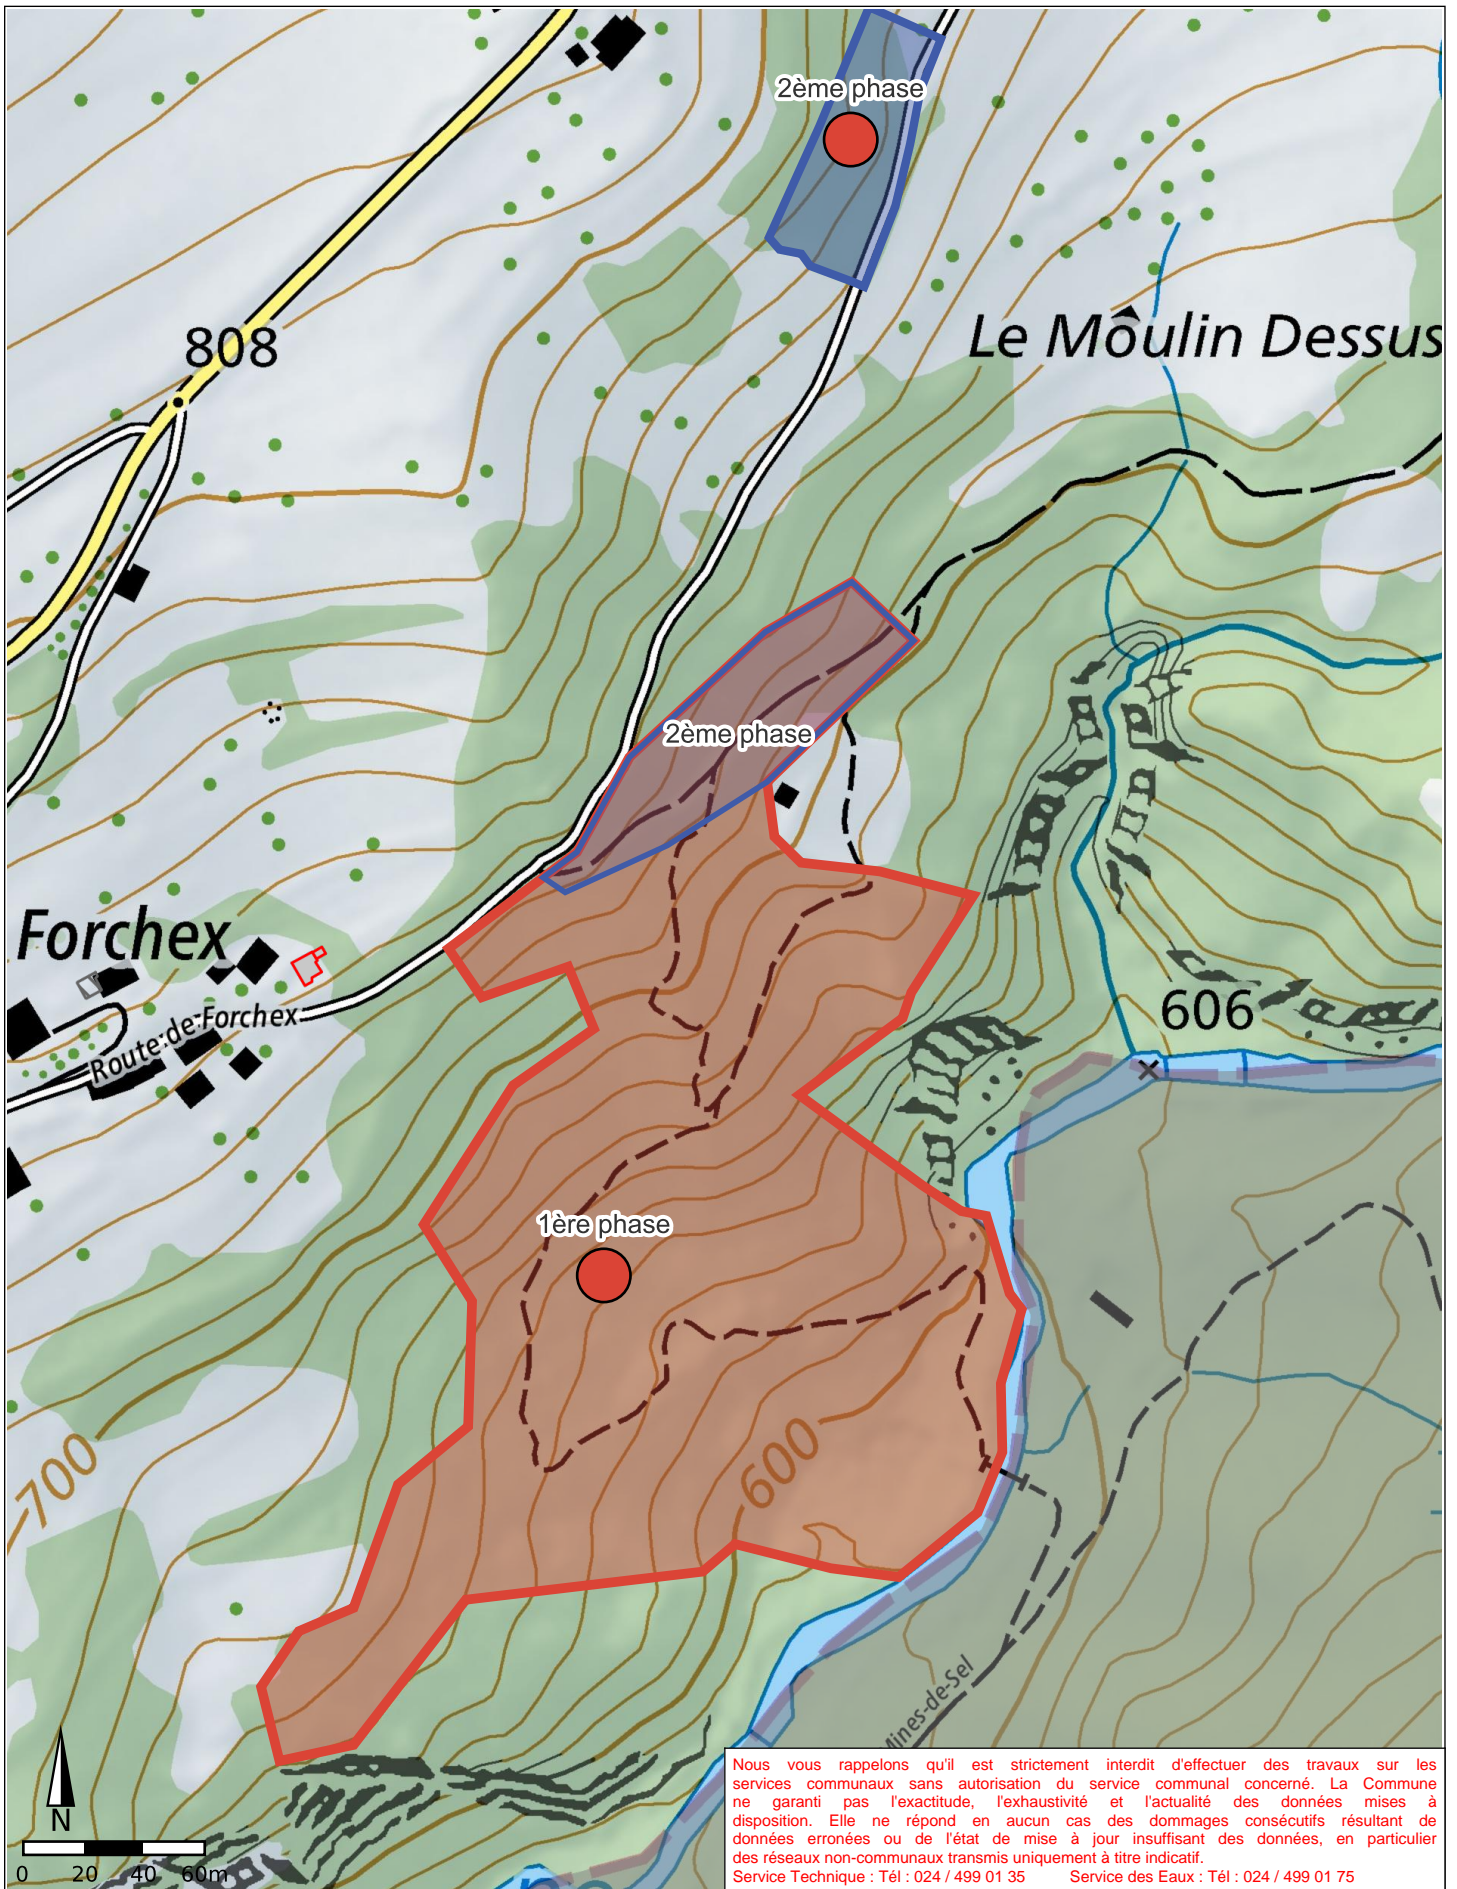 2ème phase
808
Le Moulin Dessus
2ème phase
Forchex
Route de Forchex
606
1ère phase
700
600
Mines-de-Sel
N
0 20 40 60m
Nous vous rappelons qu'il est strictement interdit d'effectuer des travaux sur les
services communaux sans autorisation du service communal concerné. La Commune
ne garanti pas l'exactitude, l'exhaustivité et l'actualité des données mises à
disposition. Elle ne répond en aucun cas des dommages consécutifs résultant de
données erronées ou de l'état de mise à jour insuffisant des données, en particulier
des réseaux non-communaux transmis uniquement à titre indicatif.
Service Technique : Tél : 024 / 499 01 35 Service des Eaux : Tél : 024 / 499 01 75